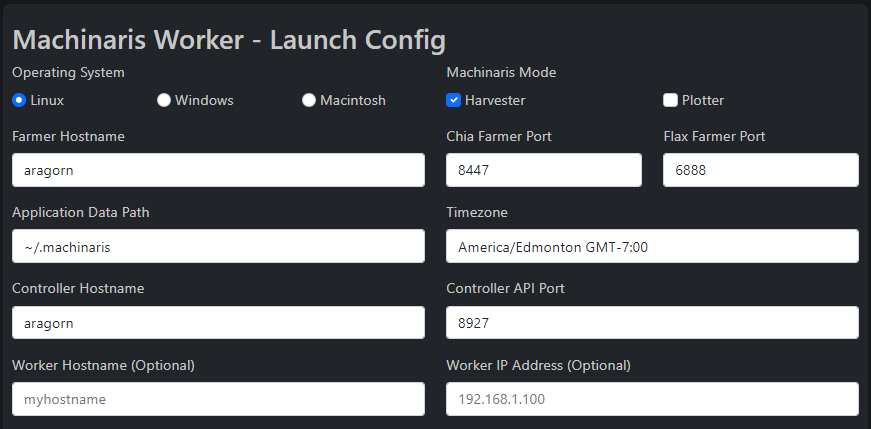 Machinaris Worker - Launch Config
Operating System Machinaris Mode
Linux Windows Macintosh Harvester Plotter
Farmer Hostname Chia Farmer Port Flax Farmer Port
aragorn 8447 6888
Application Data Path Timezone
~/.machinaris America/Edmonton GMT-7:00
Controller Hostname Controller API Port
aragorn 8927
Worker Hostname (Optional) Worker IP Address (Optional)
myhostname 192.168.1.100